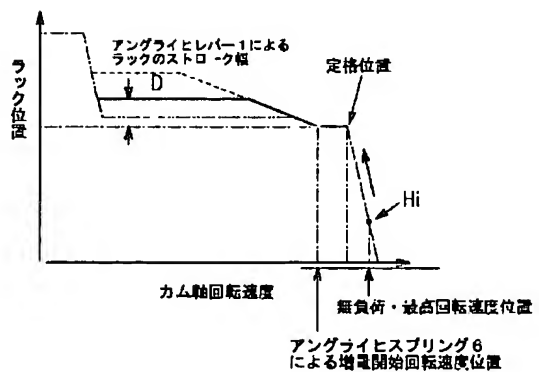 アングライヒレバー1による
ラックのストローク幅
D
定格位置
ラック位置
Hi
カム軸回転速度
無負荷・最高回転速度位置
アングライヒスプリング6
による増量開始回転速度位置